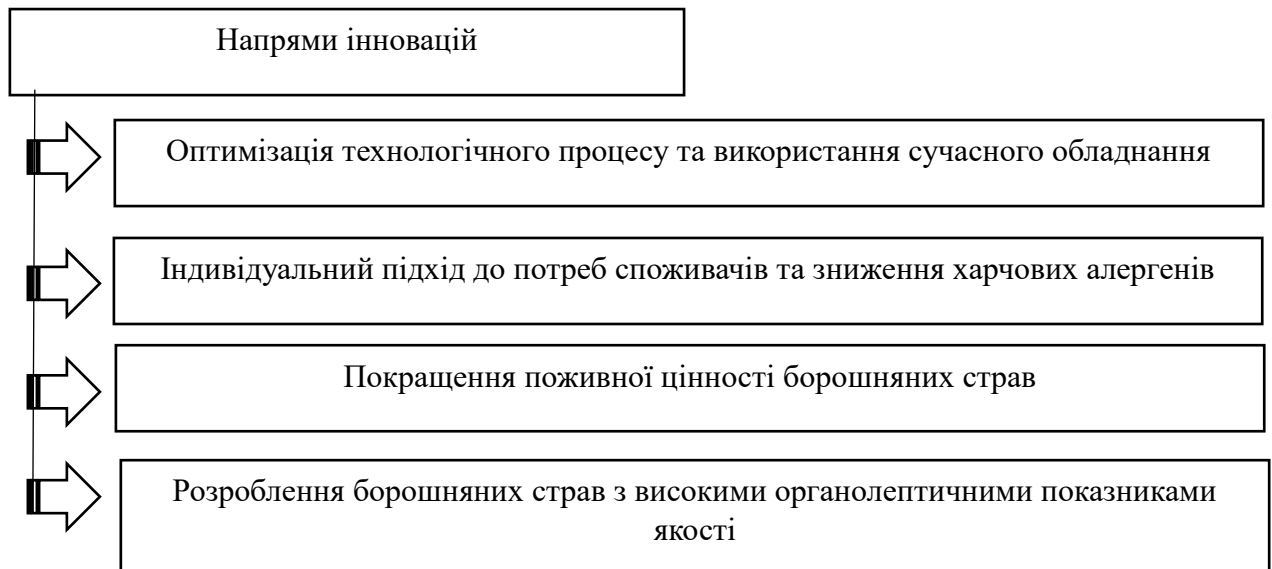 Напрями інновацій
Оптимізація технологічного процесу та використання сучасного обладнання
Індивідуальний підхід до потреб споживачів та зниження харчових алергенів
Покращення поживної цінності борошняних страв
Розроблення борошняних страв з високими органолептичними показниками
якості